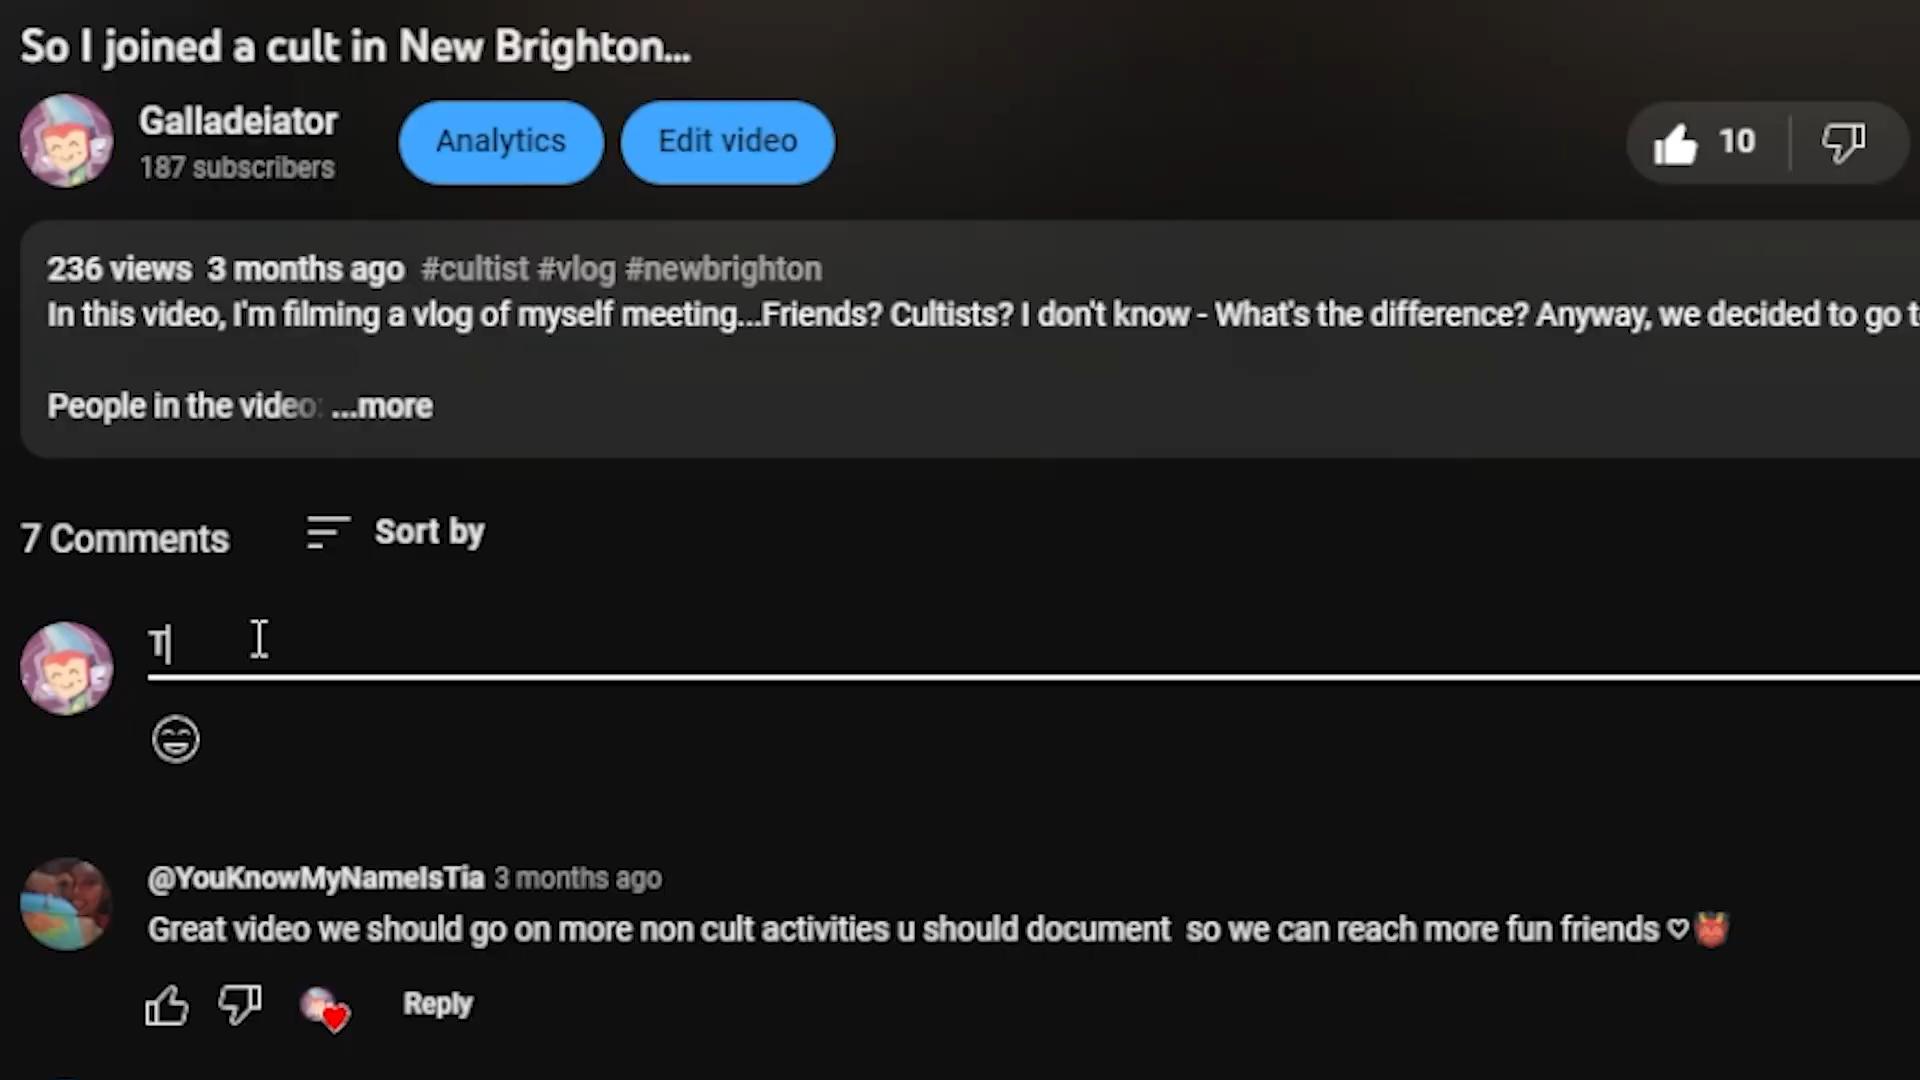 So I joined a cult in New Brighton...
Galladeiator
187 subscribers
Analytics
Edit video
10
236 views 3 months ago #cultist #vlog #newbrighton
In this video, I'm filming a vlog of myself meeting...Friends? Cultists? I don't know - What's the difference? Anyway, we decided to go t
People in the video: ...more
7 Comments
Sort by
T
@YouKnowMyNameIsTia 3 months ago
Great video we should go on more non cult activities u should document so we can reach more fun friends ♡👹
Reply